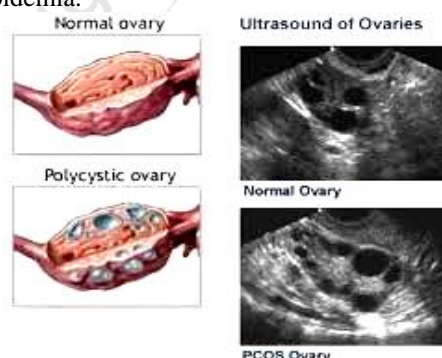 Normal ovary
Ultrasound of Ovaries
Polycystic ovary
Normal Ovary
PCOS Ovary